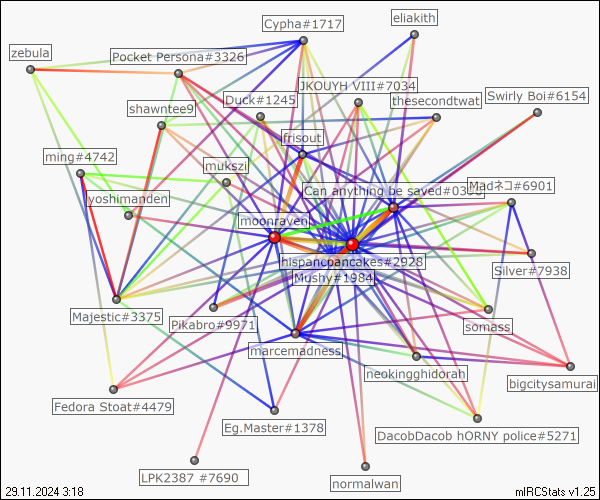 eliakith
Cypha#1717
zebula
Pocket Persona#3326
JKOUYH VIII#7034
Swirly Boi#6154
Duck#1245
thesecondtwat
shawntee9
frisout
ming#4742
mukszi
Can anything be saved#03
Madネコ#6901
yoshimanden
moonraven
hispancpancakes#2928
Silver#7938
Mushy#1984
Majestic#3375
Pikabro#9971
somass
marcemadness
neokingghidorah
bigcitysamurai
Fedora Stoat#4479
Eg.Master#1378
DacobDacob hORNY police#5271
LPK2387 #7690
normalwan
29.11.2024 3:18
mIRCStats v1.25